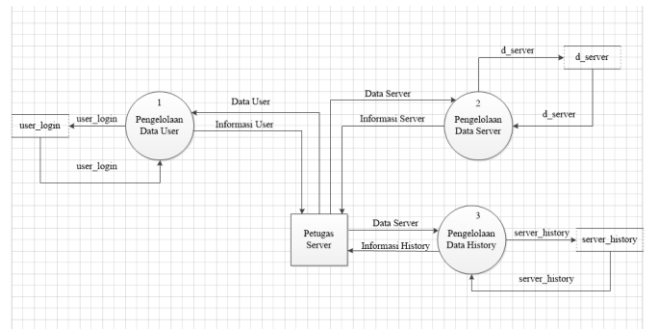 d_server
d_server
Data Server
2
Pengelolaan
Data Server
Informasi Server
d_server
1
Pengelolaan
Data User
Data User
Informasi User
user_login
user_login
user_login
Petugas
Server
Data Server
Informasi History
3
Pengelolaan
Data History
server_history
server_history
server_history